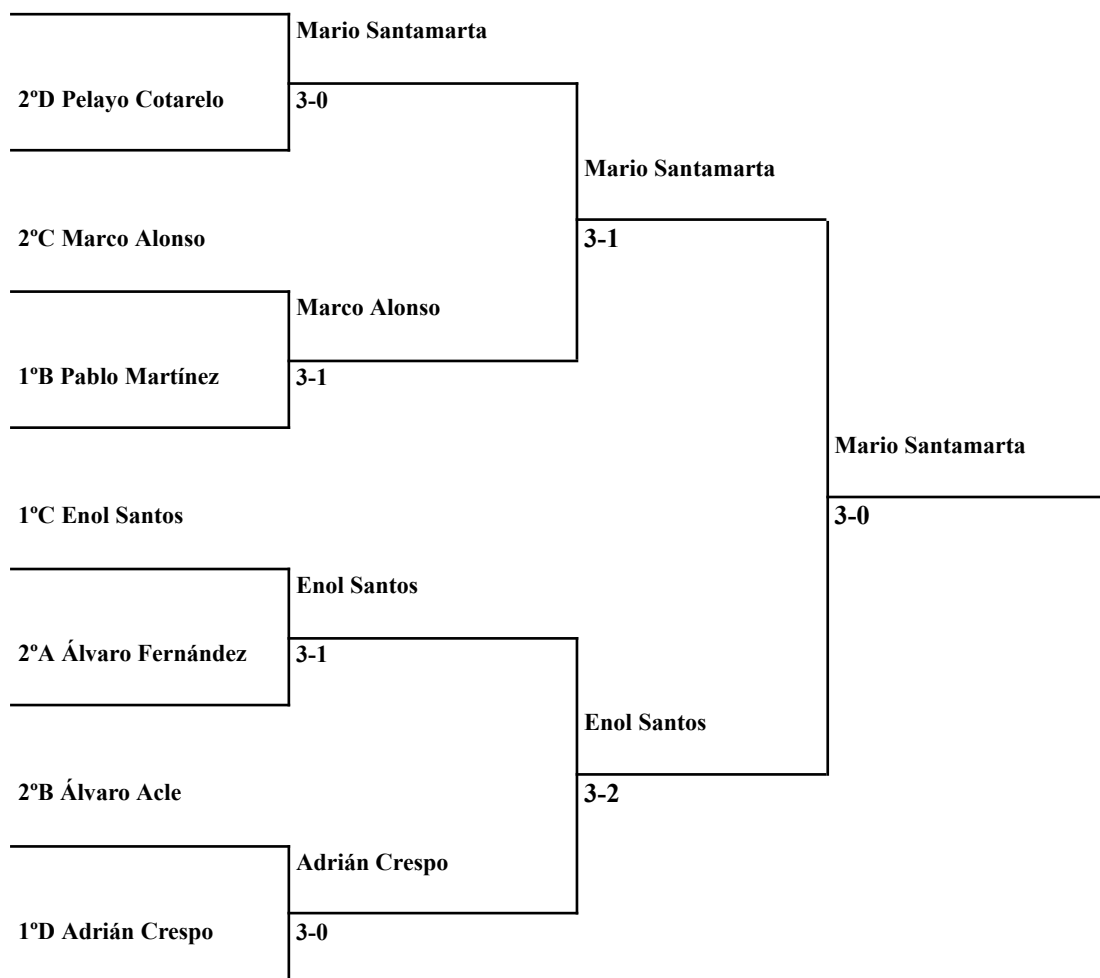 Mario Santamarta
2ºD Pelayo Cotarelo
3-0
Mario Santamarta
2ºC Marco Alonso
3-1
Marco Alonso
1ºB Pablo Martínez
3-1
Mario Santamarta
1ºC Enol Santos
3-0
Enol Santos
2ºA Álvaro Fernández
3-1
Enol Santos
2ºB Álvaro Acle
3-2
Adrián Crespo
1ºD Adrián Crespo
3-0